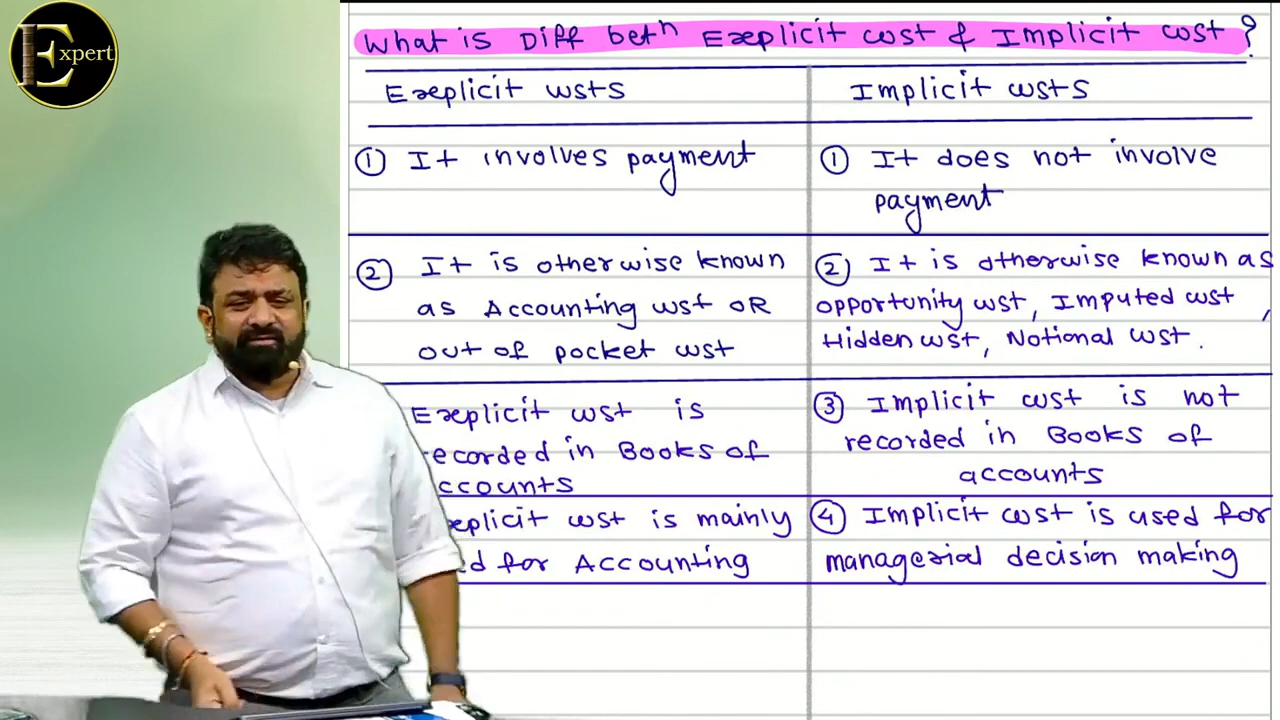 Expert
What is Diff betn Explicit cost & Implicit cost ?
Explicit costs
Implicit costs
① It involves payment
① It does not involve
payment
② It is otherwise known
as Accounting cost OR
out of pocket cost
② It is otherwise known as
opportunity cost, Imputed cost,
Hidden cost, Notional cost.
Explicit cost is
recorded in Books of
ccounts
③ Implicit cost is not
recorded in Books of
accounts
xplicit cost is mainly
ed for Accounting
④ Implicit cost is used for
managerial decision making